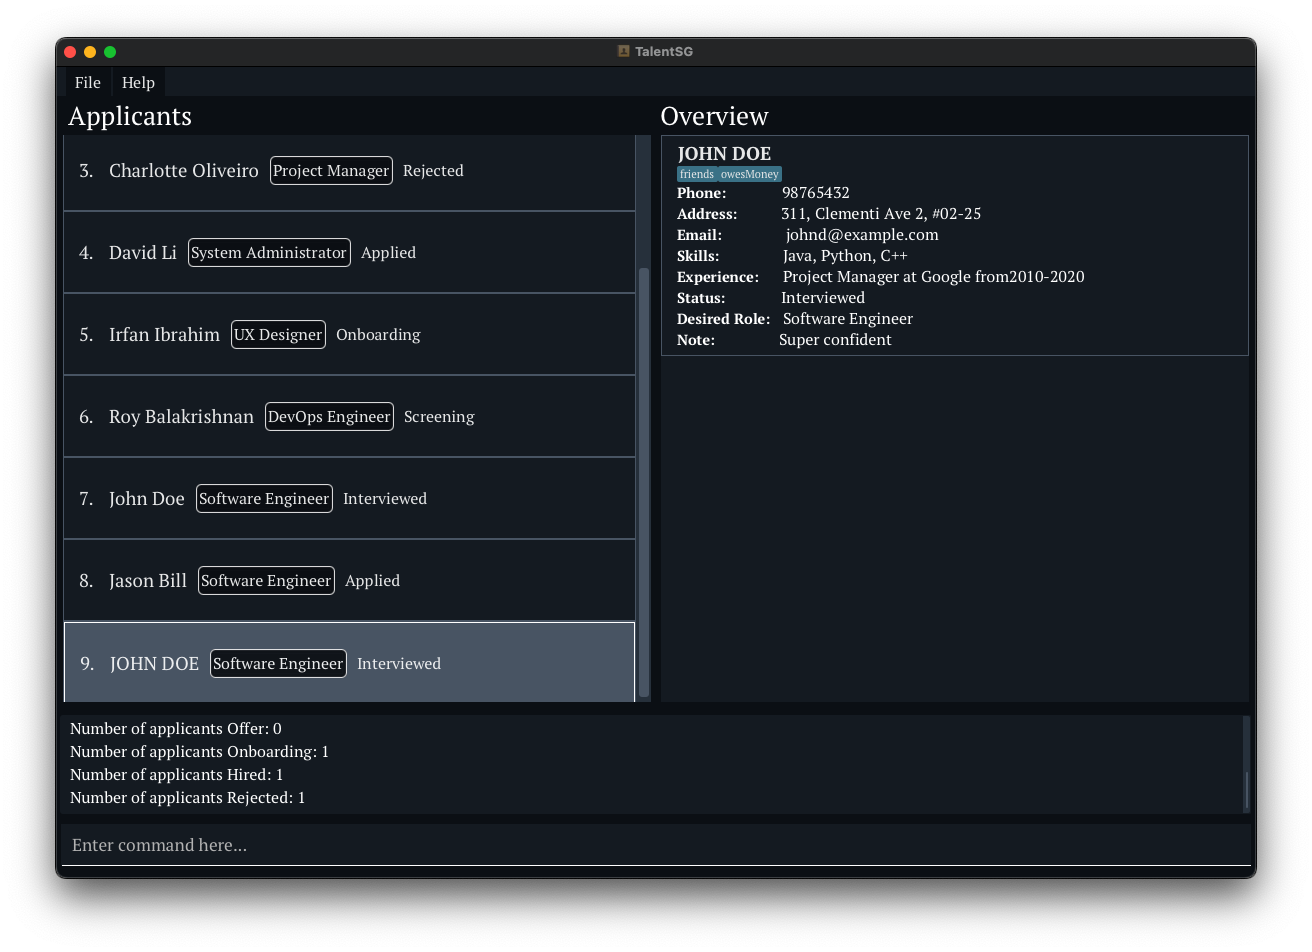 TalentSG
File Help
Applicants
3. Charlotte Oliveiro Project Manager Rejected
4. David Li System Administrator Applied
5. Irfan Ibrahim UX Designer Onboarding
6. Roy Balakrishnan DevOps Engineer Screening
7. John Doe Software Engineer Interviewed
8. Jason Bill Software Engineer Applied
9. JOHN DOE Software Engineer Interviewed
Overview
JOHN DOE
friends owesMoney
Phone: 98765432
Address: 311, Clementi Ave 2, #02-25
Email: johnd@example.com
Skills: Java, Python, C++
Experience: Project Manager at Google from2010-2020
Status: Interviewed
Desired Role: Software Engineer
Note: Super confident
Number of applicants Offer: 0
Number of applicants Onboarding: 1
Number of applicants Hired: 1
Number of applicants Rejected: 1
Enter command here...